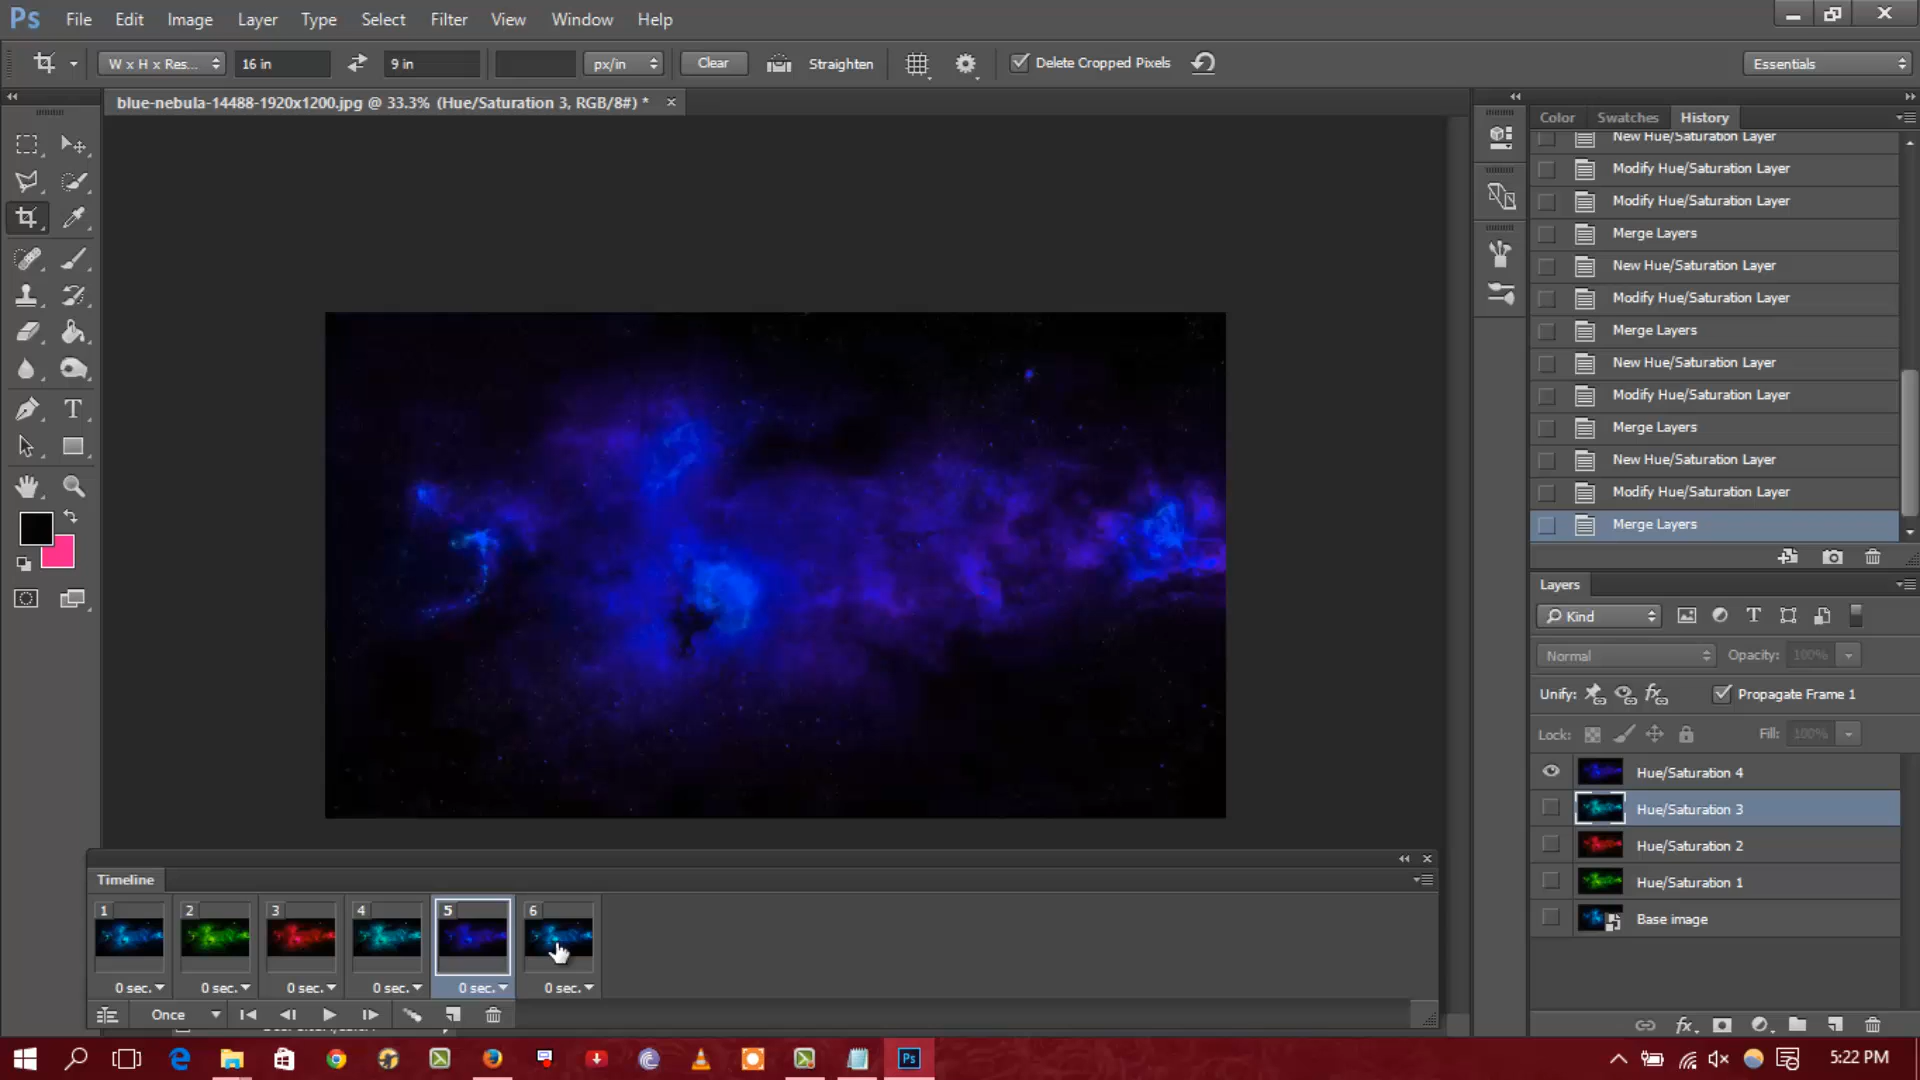 Ps File Edit Image Layer Type Select Filter View Window Help
W x H x Res... 16 in 9 in px/in Clear Straighten Delete Cropped Pixels Essentials
blue-nebula-14488-1920x1200.jpg @ 33.3% (Hue/Saturation 3, RGB/8#) *
Color Swatches History
New Hue/Saturation Layer
Modify Hue/Saturation Layer
Modify Hue/Saturation Layer
Merge Layers
New Hue/Saturation Layer
Modify Hue/Saturation Layer
Merge Layers
New Hue/Saturation Layer
Modify Hue/Saturation Layer
Merge Layers
New Hue/Saturation Layer
Modify Hue/Saturation Layer
Merge Layers
Layers
Kind
Normal Opacity: 100%
Unify: Propagate Frame 1
Lock: Fill: 100%
Hue/Saturation 4
Hue/Saturation 3
Hue/Saturation 2
Hue/Saturation 1
Base image
Timeline
1 2 3 4 5 6
0 sec. 0 sec. 0 sec. 0 sec. 0 sec. 0 sec.
Once
Ps 5:22 PM